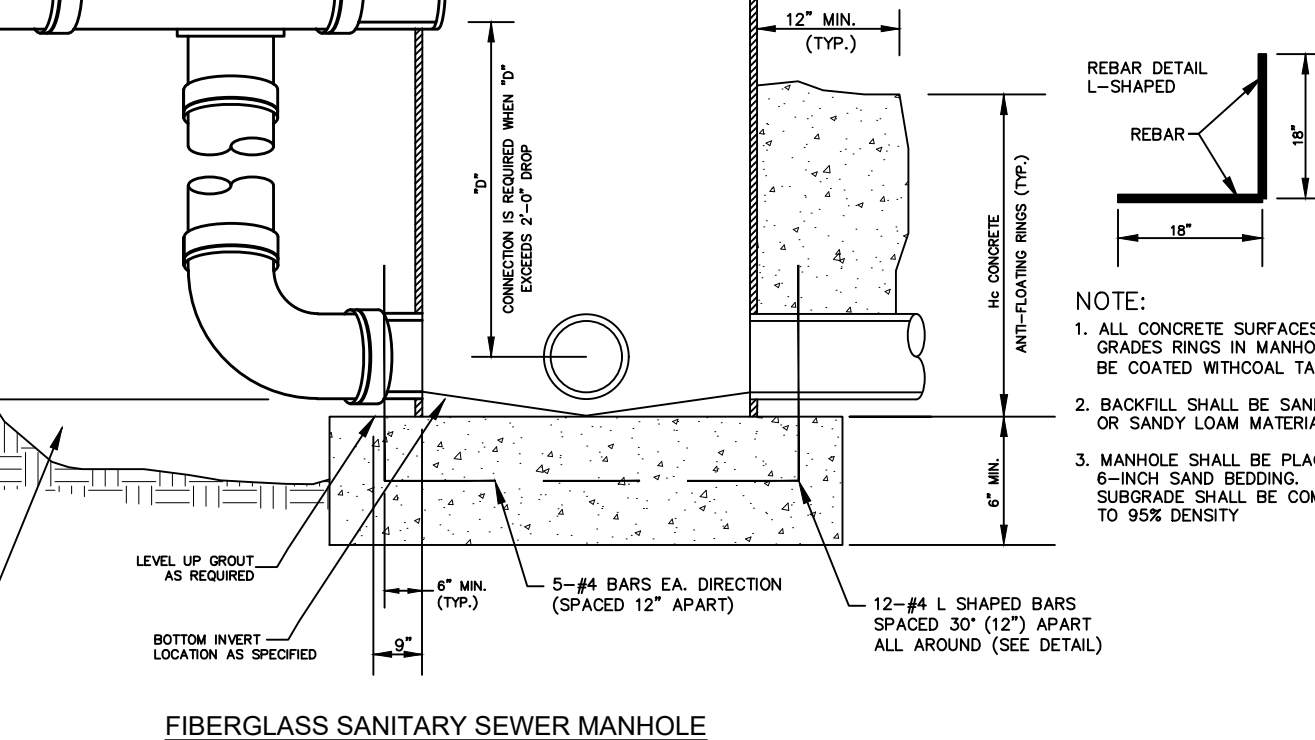 12" MIN.
(TYP.)
REBAR DETAIL
L-SHAPED
REBAR
18"
18"
"D"
CONNECTION IS REQUIRED WHEN "D"
EXCEEDS 2'-0" DROP
Hc CONCRETE
ANTI-FLOATING RINGS (TYP.)
NOTE:
1. ALL CONCRETE SURFACES
GRADES RINGS IN MANHO
BE COATED WITHCOAL TA
2. BACKFILL SHALL BE SAN
OR SANDY LOAM MATERIA
3. MANHOLE SHALL BE PLAC
6-INCH SAND BEDDING.
SUBGRADE SHALL BE COM
TO 95% DENSITY
6" MIN.
LEVEL UP GROUT
AS REQUIRED
6" MIN.
(TYP.)
5-#4 BARS EA. DIRECTION
(SPACED 12" APART)
12-#4 L SHAPED BARS
SPACED 30° (12") APART
ALL AROUND (SEE DETAIL)
BOTTOM INVERT
LOCATION AS SPECIFIED
9"
FIBERGLASS SANITARY SEWER MANHOLE